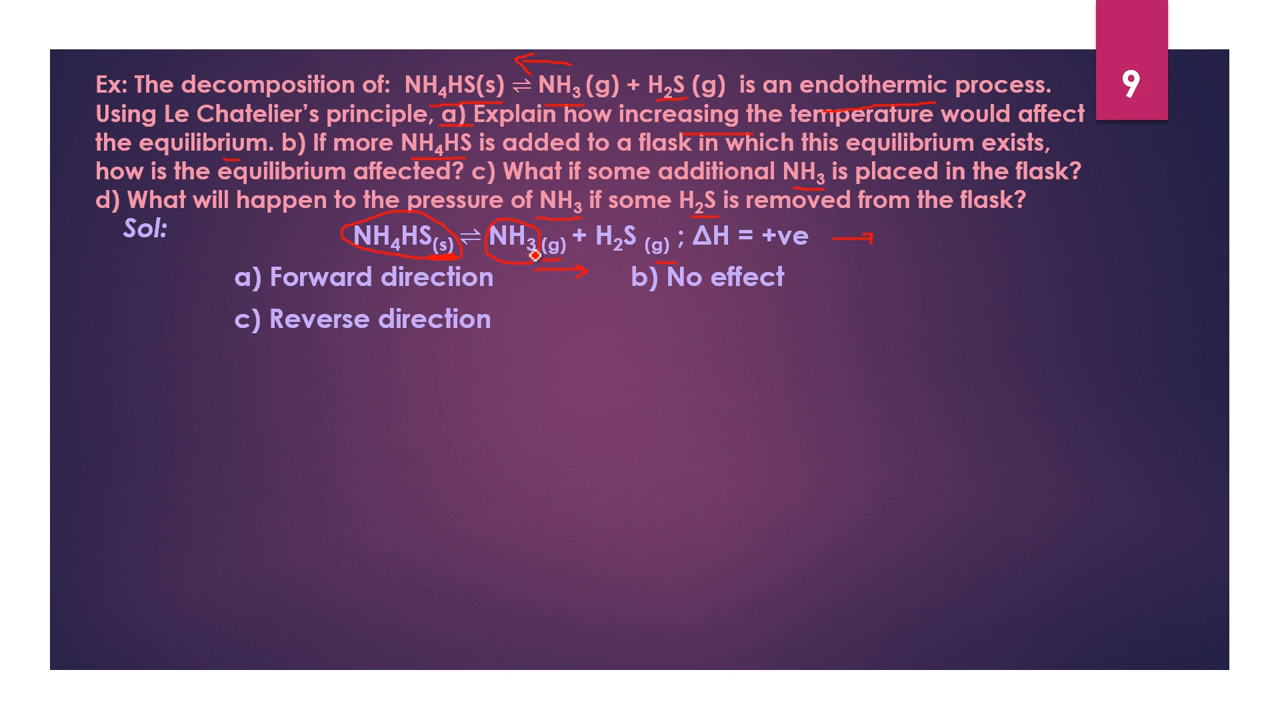 9
Ex: The decomposition of: NH₄HS(s) ⇌ NH₃ (g) + H₂S (g) is an endothermic process.
Using Le Chatelier’s principle, a) Explain how increasing the temperature would affect
the equilibrium. b) If more NH₄HS is added to a flask in which this equilibrium exists,
how is the equilibrium affected? c) What if some additional NH₃ is placed in the flask?
d) What will happen to the pressure of NH₃ if some H₂S is removed from the flask?
Sol: NH₄HS₍s₎ ⇌ NH₃ (g) + H₂S (g) ; ΔH = +ve
a) Forward direction b) No effect
c) Reverse direction